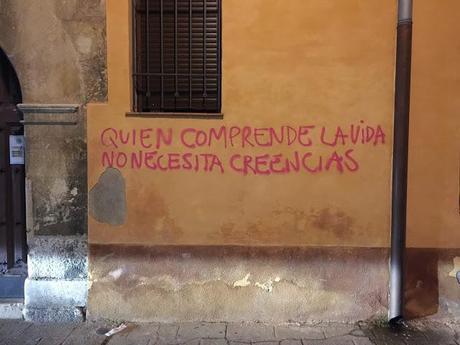 QUIEN COMPRENDE LA VIDA
NO NECESITA CREENCIAS